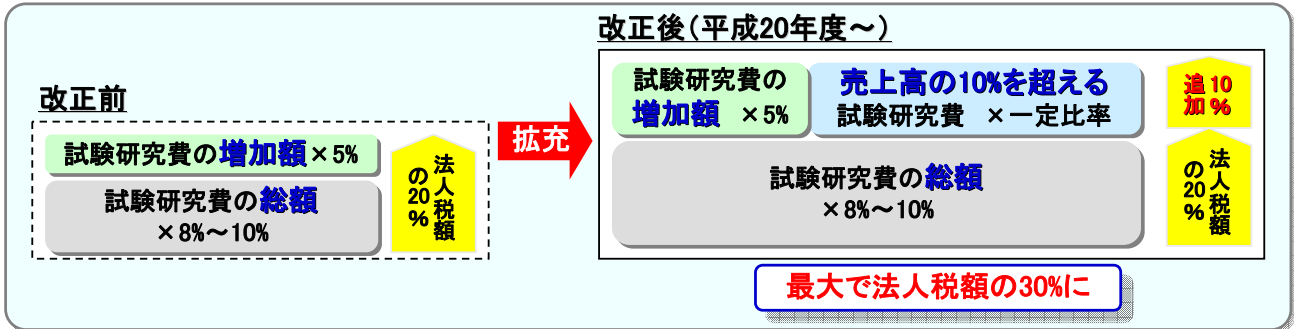 改正前
試験研究費の増加額×5%
試験研究費の総額
×8%～10%
法人税額
の20%
拡充
改正後(平成20年度～)
試験研究費の
増加額 ×5%
売上高の10%を超える
試験研究費 ×一定比率
10%
追加
試験研究費の総額
×8%～10%
法人税額
の20%
最大で法人税額の30%に